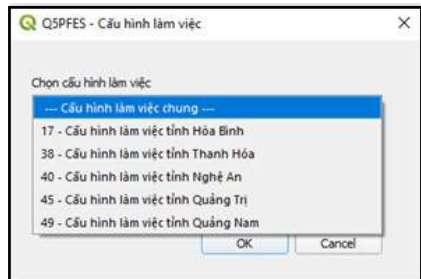 Q5PFES - Cấu hình làm việc
Chọn cấu hình làm việc
--- Cấu hình làm việc chung ---
17 - Cấu hình làm việc tỉnh Hòa Bình
38 - Cấu hình làm việc tỉnh Thanh Hóa
40 - Cấu hình làm việc tỉnh Nghệ An
45 - Cấu hình làm việc tỉnh Quảng Trị
49 - Cấu hình làm việc tỉnh Quảng Nam
OK Cancel